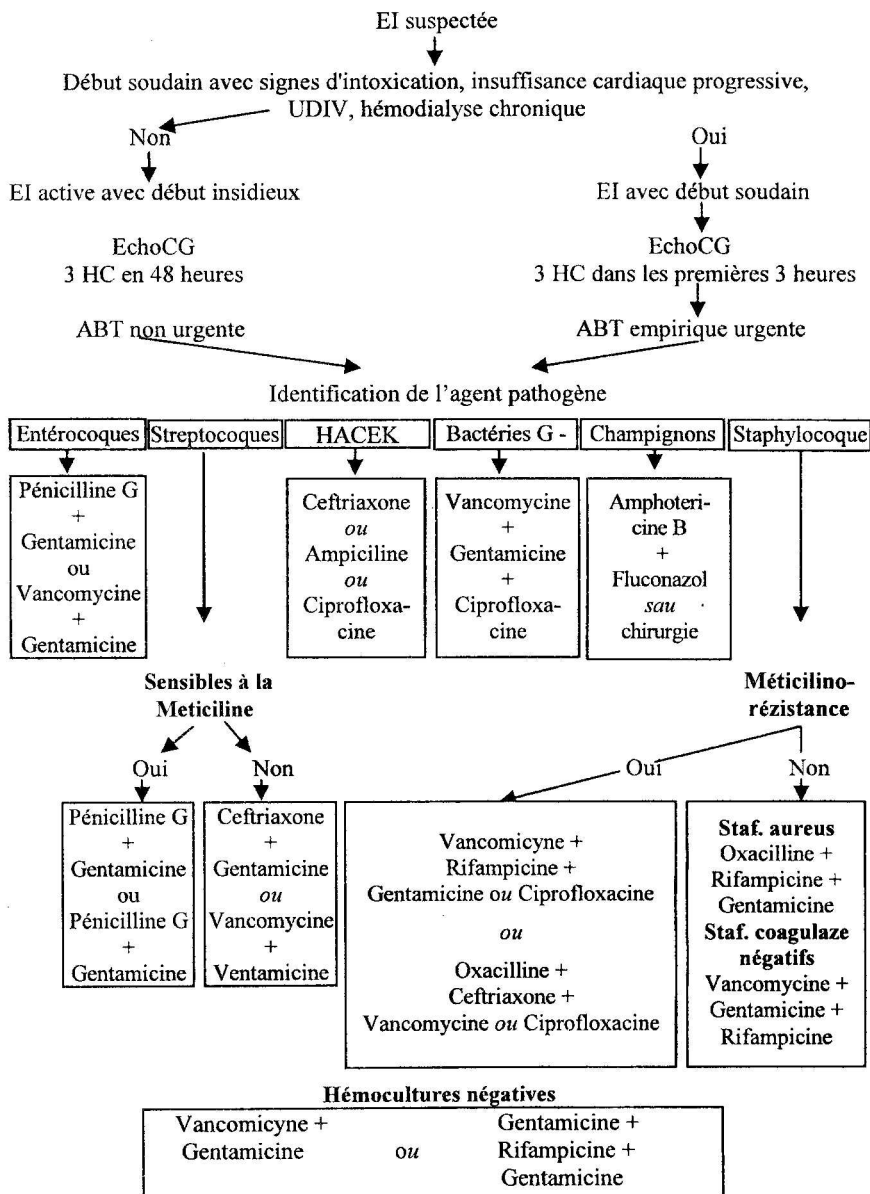 EI suspectée
Début soudain avec signes d'intoxication, insuffisance cardiaque progressive,
UDIV, hémodialyse chronique
Non
Oui
EI active avec début insidieux
EI avec début soudain
EchoCG
3 HC en 48 heures
EchoCG
3 HC dans les premières 3 heures
ABT non urgente
ABT empirique urgente
Identification de l'agent pathogène
Entérocoques
Streptocoques
HACEK
Bactéries G -
Champignons
Staphylocoque
Pénicilline G
+
Gentamicine
ou
Vancomycine
+
Gentamicine
Ceftriaxone
ou
Ampiciline
ou
Ciprofloxa-
cine
Vancomycine
+
Gentamicine
+
Ciprofloxa-
cine
Amphoteri-
cine B
+
Fluconazol
sau
chirurgie
Sensibles à la
Meticiline
Oui
Non
Pénicilline G
+
Gentamicine
ou
Pénicilline G
+
Gentamicine
Ceftriaxone
+
Gentamicine
ou
Vancomycine
+
Ventamicine
Méticilino-
rézistance
Oui
Non
Vancomicyne +
Rifampicine +
Gentamicine ou Ciprofloxacine
ou
Oxacilline +
Ceftriaxone +
Vancomycine ou Ciprofloxacine
Staf. aureus
Oxacilline +
Rifampicine +
Gentamicine
Staf. coagulaze
négatifs
Vancomycine +
Gentamicine +
Rifampicine
Hémocultures négatives
Vancomicyne +
Gentamicine
ou
Gentamicine +
Rifampicine +
Gentamicine